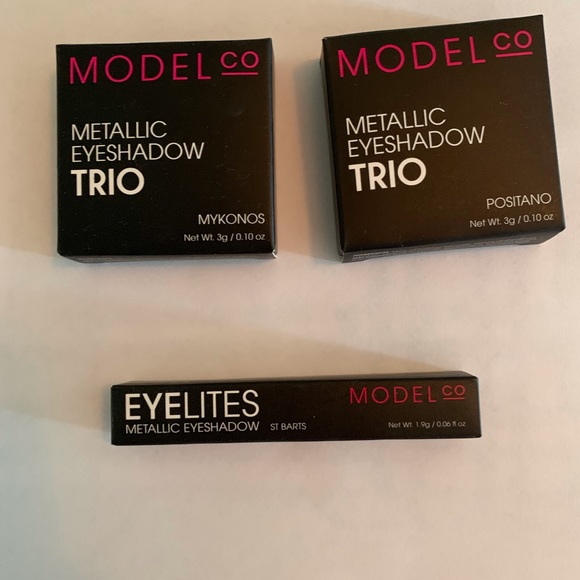 MODEL CO
METALLIC
EYESHADOW
TRIO
MYKONOS
Net Wt. 3g / 0.10 oz
MODEL CO
METALLIC
EYESHADOW
TRIO
POSITANO
Net Wt. 3g / 0.10 oz
EYELITES
METALLIC EYESHADOW ST BARTS
MODEL CO
Net Wt. 1.9g / 0.06 fl oz